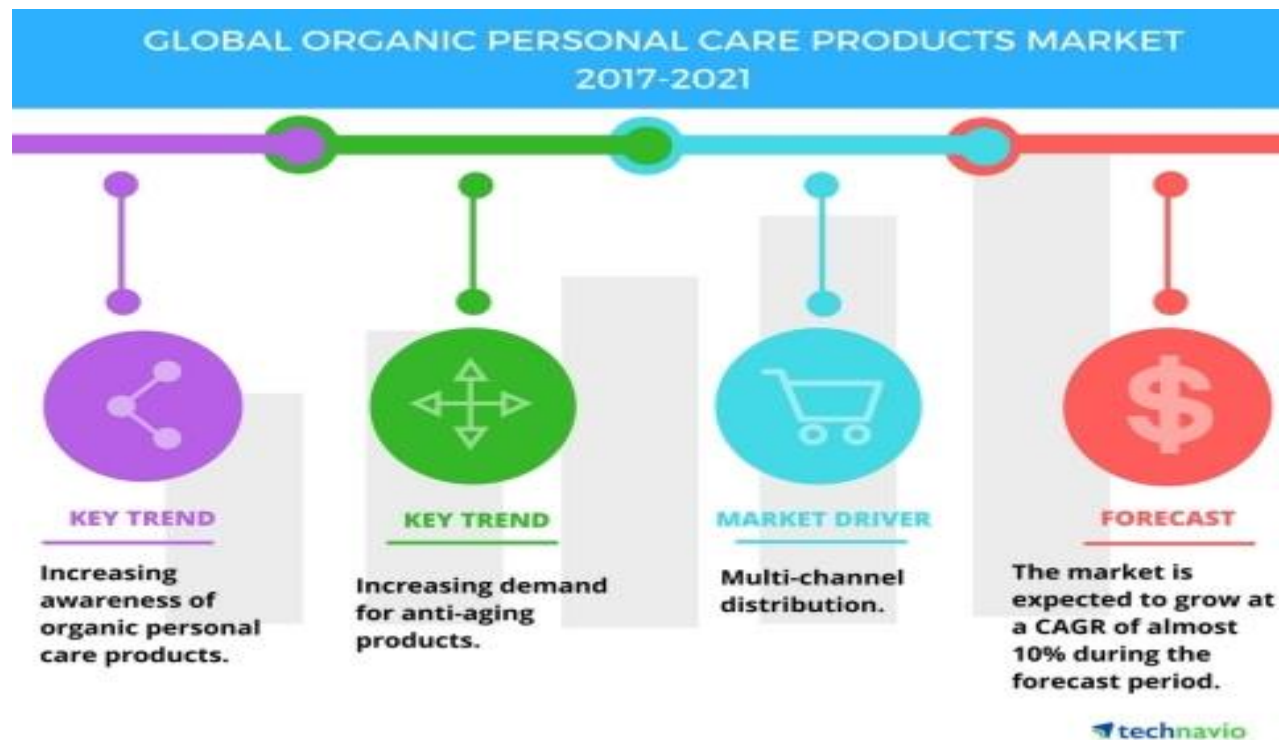 GLOBAL ORGANIC PERSONAL CARE PRODUCTS MARKET
2017-2021
KEY TREND
Increasing
awareness of
organic personal
care products.
KEY TREND
Increasing demand
for anti-aging
products.
MARKET DRIVER
Multi-channel
distribution.
FORECAST
The market is
expected to grow at
a CAGR of almost
10% during the
forecast period.
technavio